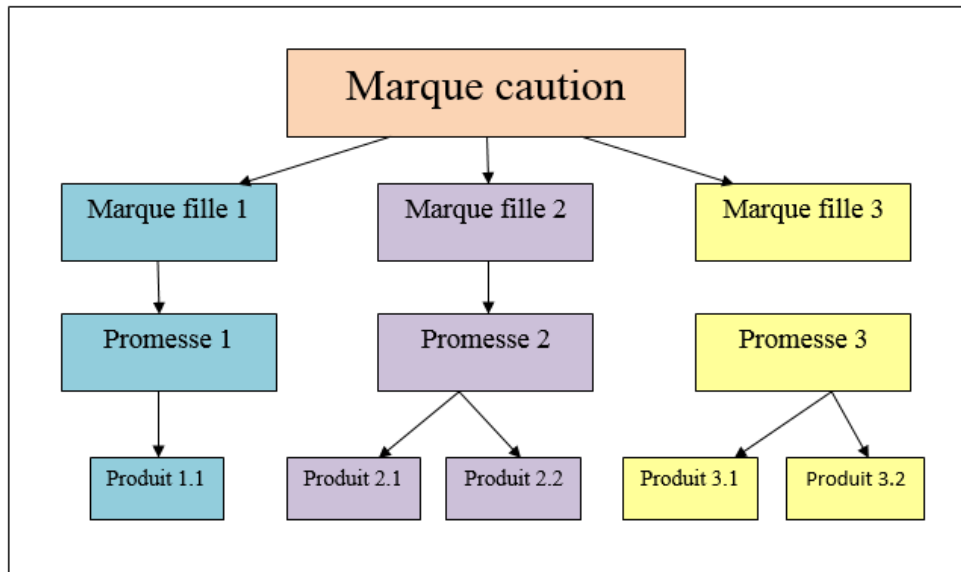 Marque caution
Marque fille 1
Marque fille 2
Marque fille 3
Promesse 1
Promesse 2
Promesse 3
Produit 1.1
Produit 2.1
Produit 2.2
Produit 3.1
Produit 3.2